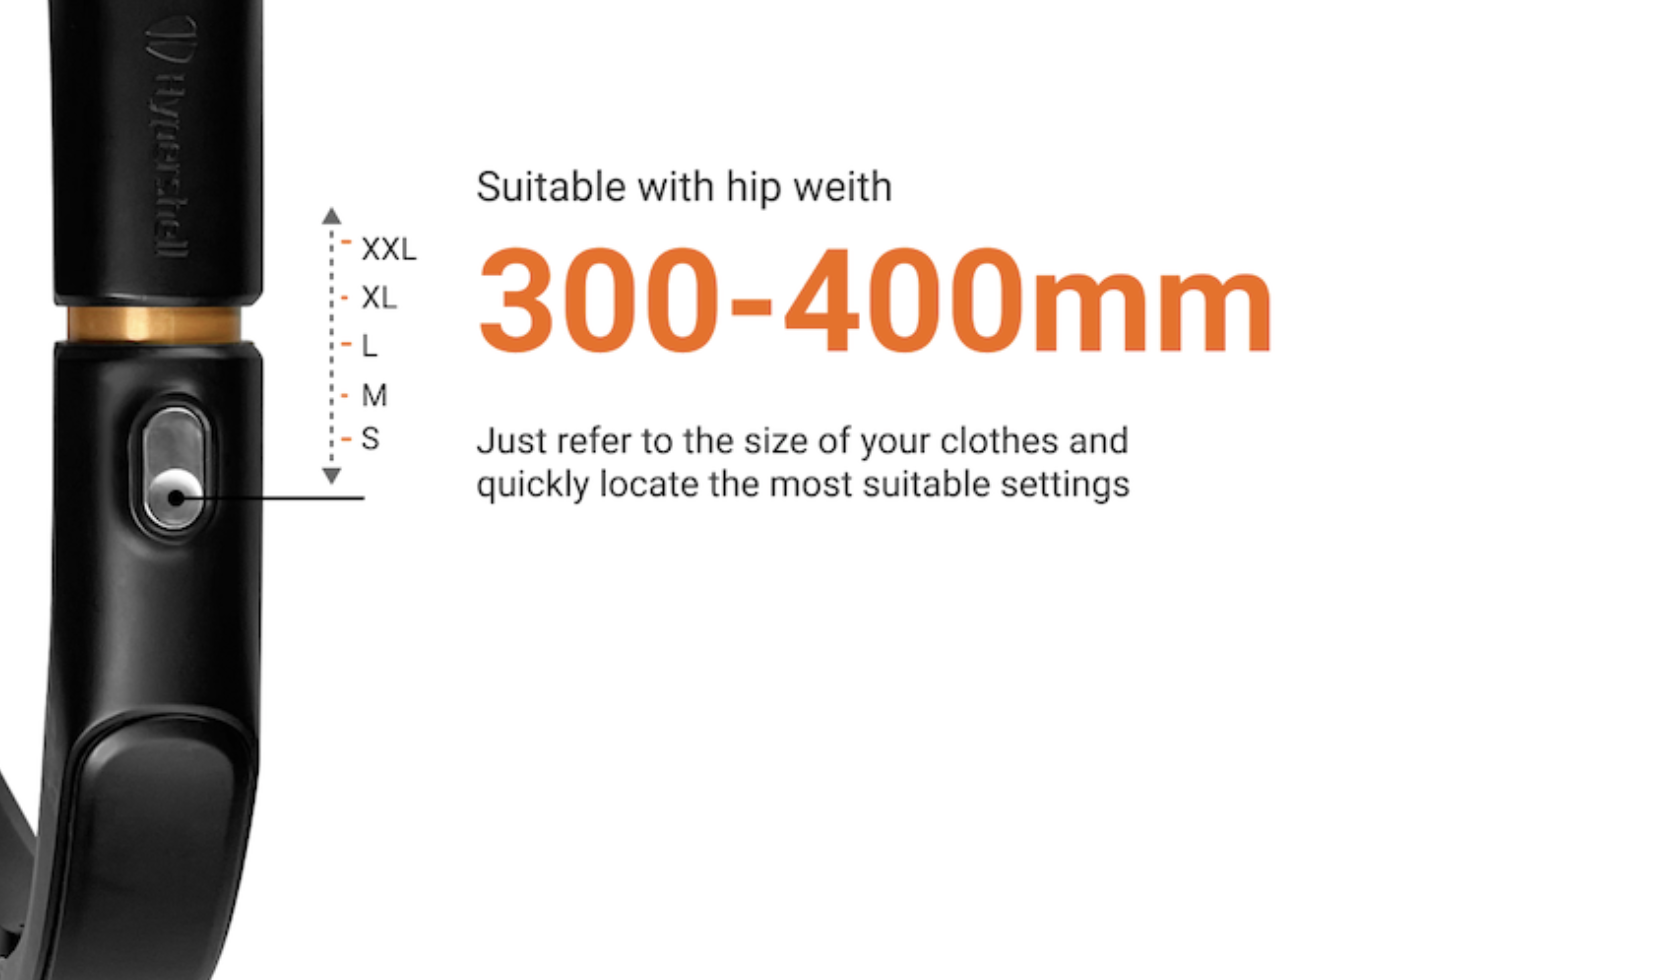 Hypershell
Suitable with hip weith
XXL
XL
L
M
S
300-400mm
Just refer to the size of your clothes and
quickly locate the most suitable settings